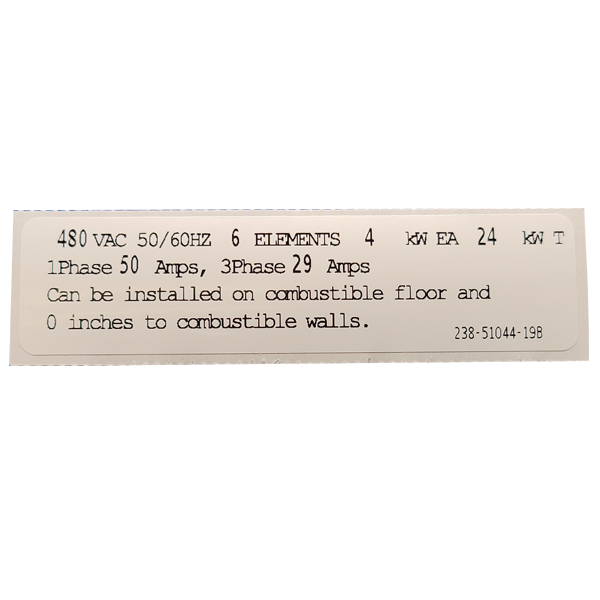 480 VAC 50/60HZ 6 ELEMENTS 4 kW EA 24 kW T
1Phase 50 Amps, 3Phase 29 Amps
Can be installed on combustible floor and
0 inches to combustible walls.
238-51044-19B